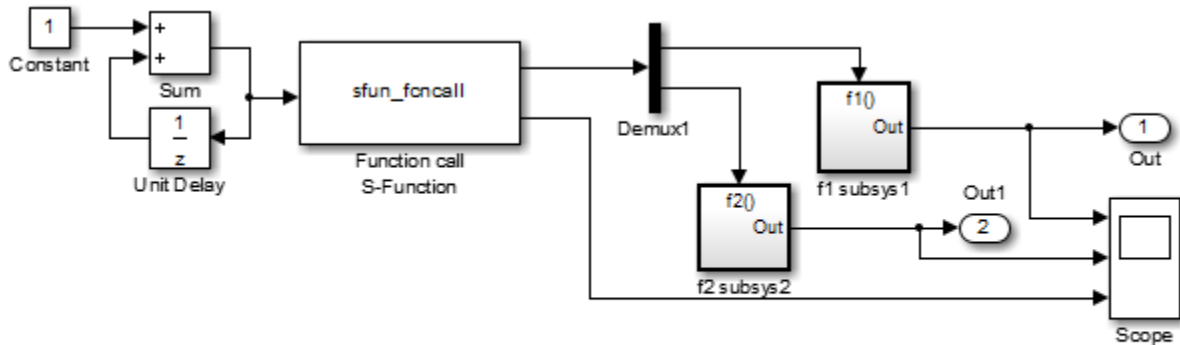 1
Constant
+
+
Sum
1
z
Unit Delay
sfun_fcncall
Function call
S-Function
Demux1
f1()
Out
f1 subsys1
f2()
Out
f2 subsys2
1
Out
Out1
2
Scope